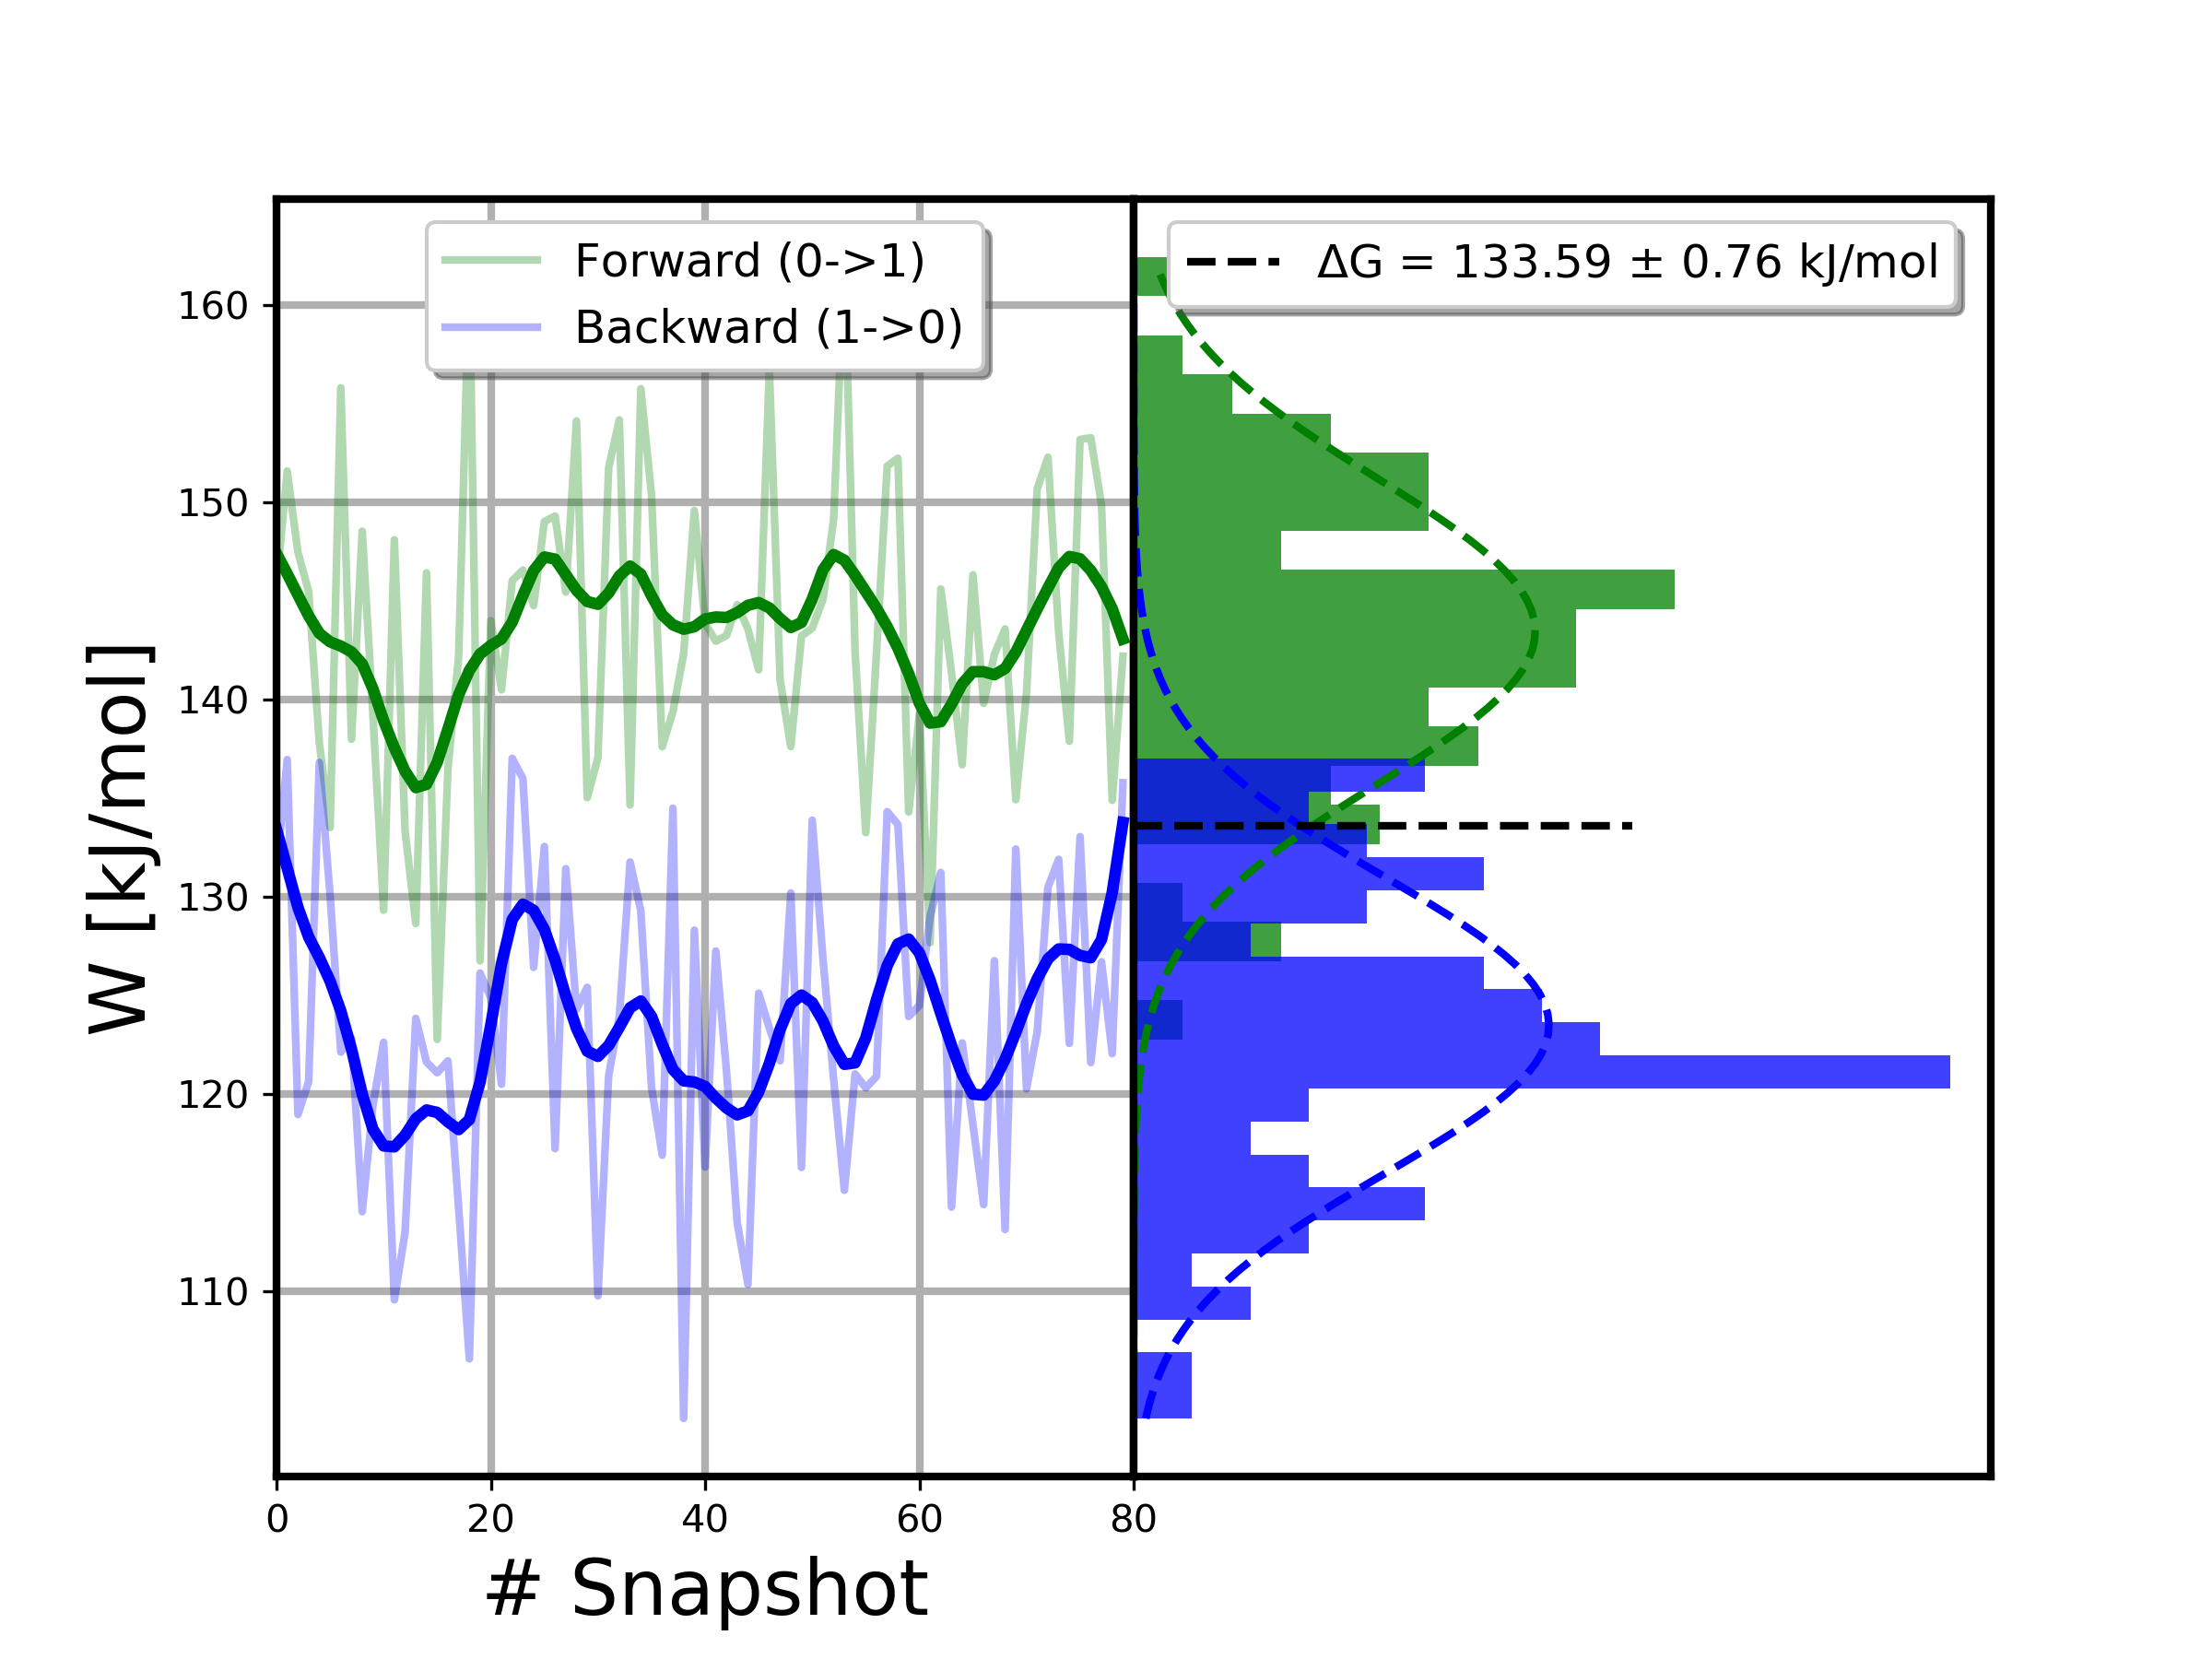 Forward (0->1)
Backward (1->0)
ΔG = 133.59 ± 0.76 kJ/mol
W [kJ/mol]
160
150
140
130
120
110
0 20 40 60 80
# Snapshot